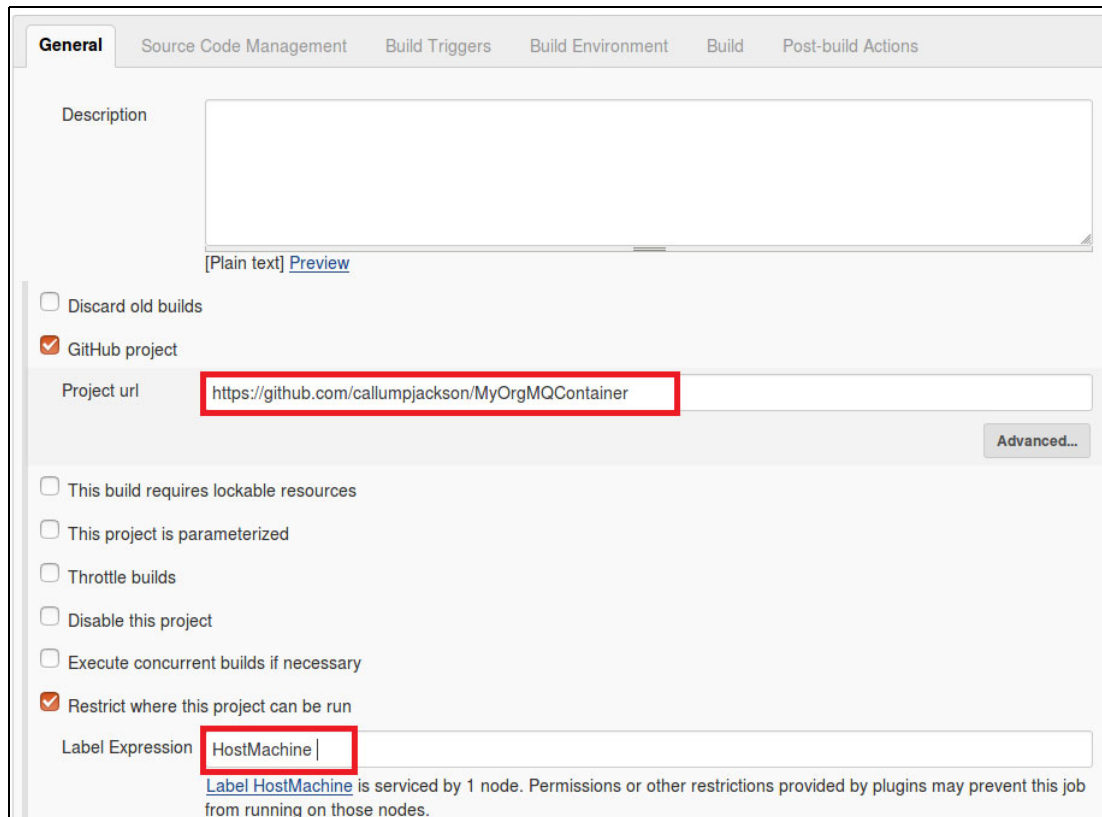 General Source Code Management Build Triggers Build Environment Build Post-build Actions
Description
[Plain text] Preview
Discard old builds
GitHub project
Project url https://github.com/callumpjackson/MyOrgMQContainer
Advanced...
This build requires lockable resources
This project is parameterized
Throttle builds
Disable this project
Execute concurrent builds if necessary
Restrict where this project can be run
Label Expression HostMachine
Label HostMachine is serviced by 1 node. Permissions or other restrictions provided by plugins may prevent this job
from running on those nodes.